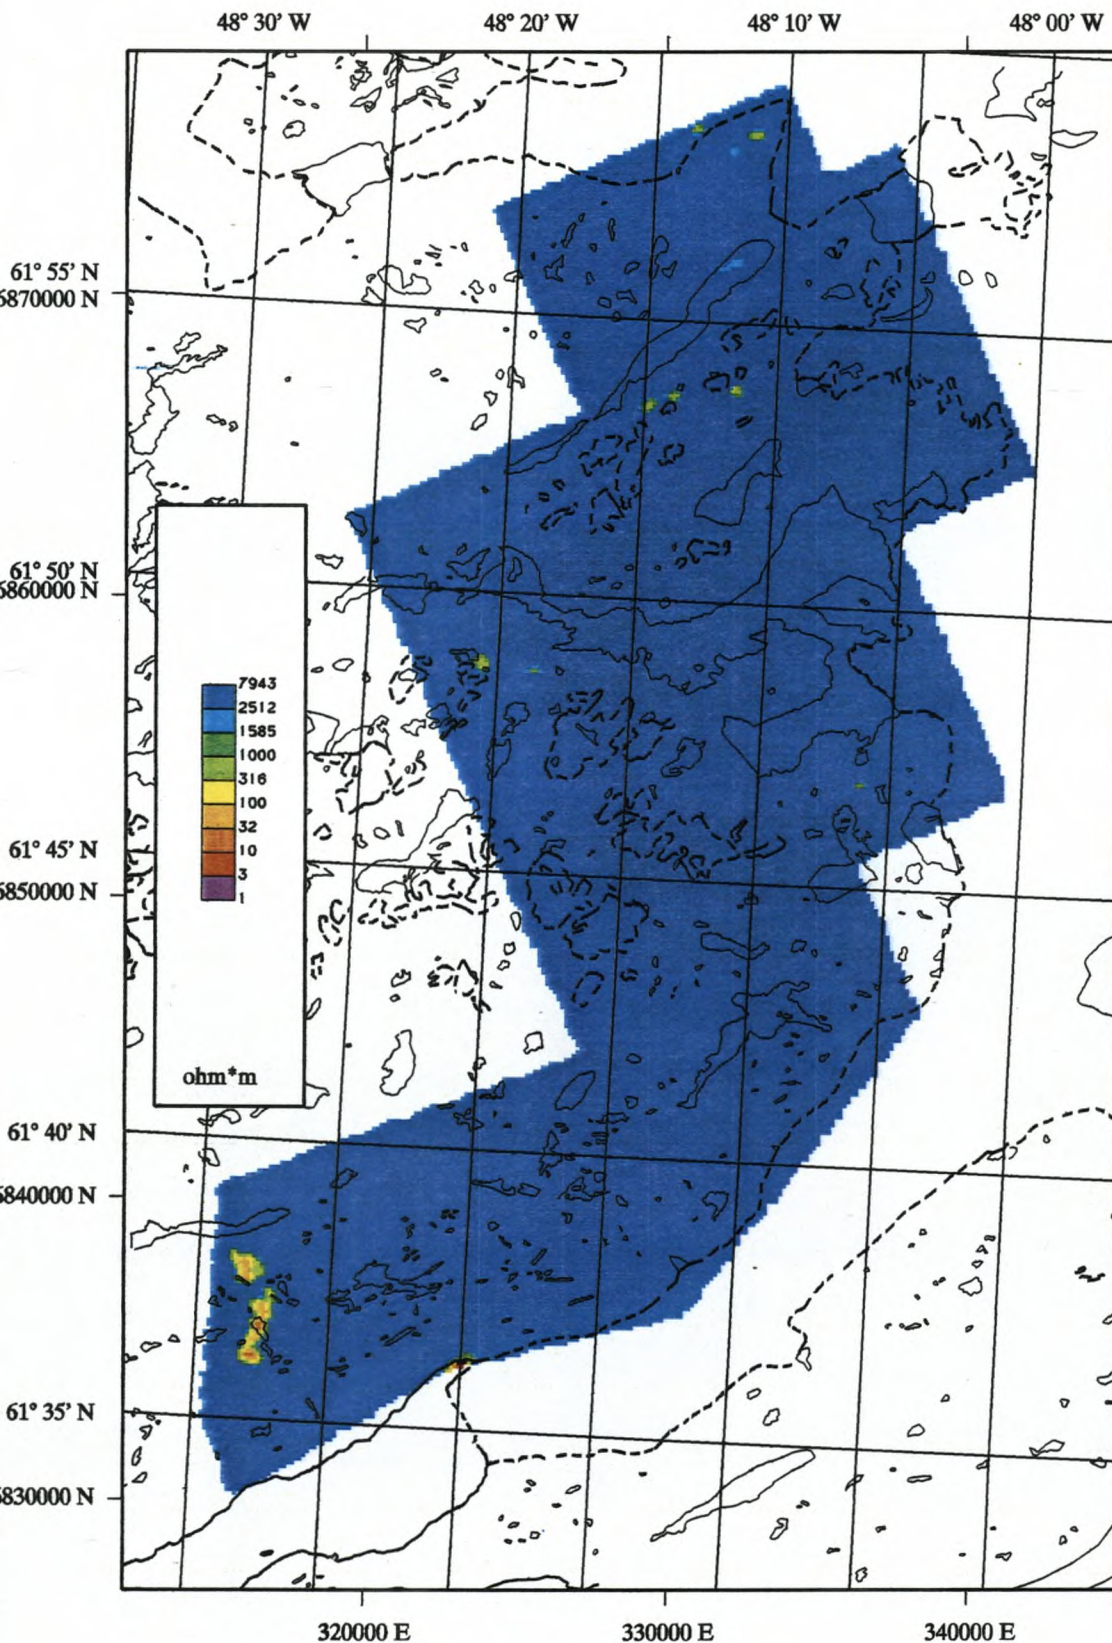 48° 30' W
48° 20' W
48° 10' W
48° 00' W
61° 55' N
6870000 N
61° 50' N
6860000 N
7943
2512
1585
1000
316
100
32
10
3
1
61° 45' N
6850000 N
ohm*m
61° 40' N
6840000 N
61° 35' N
6830000 N
320000 E
330000 E
340000 E